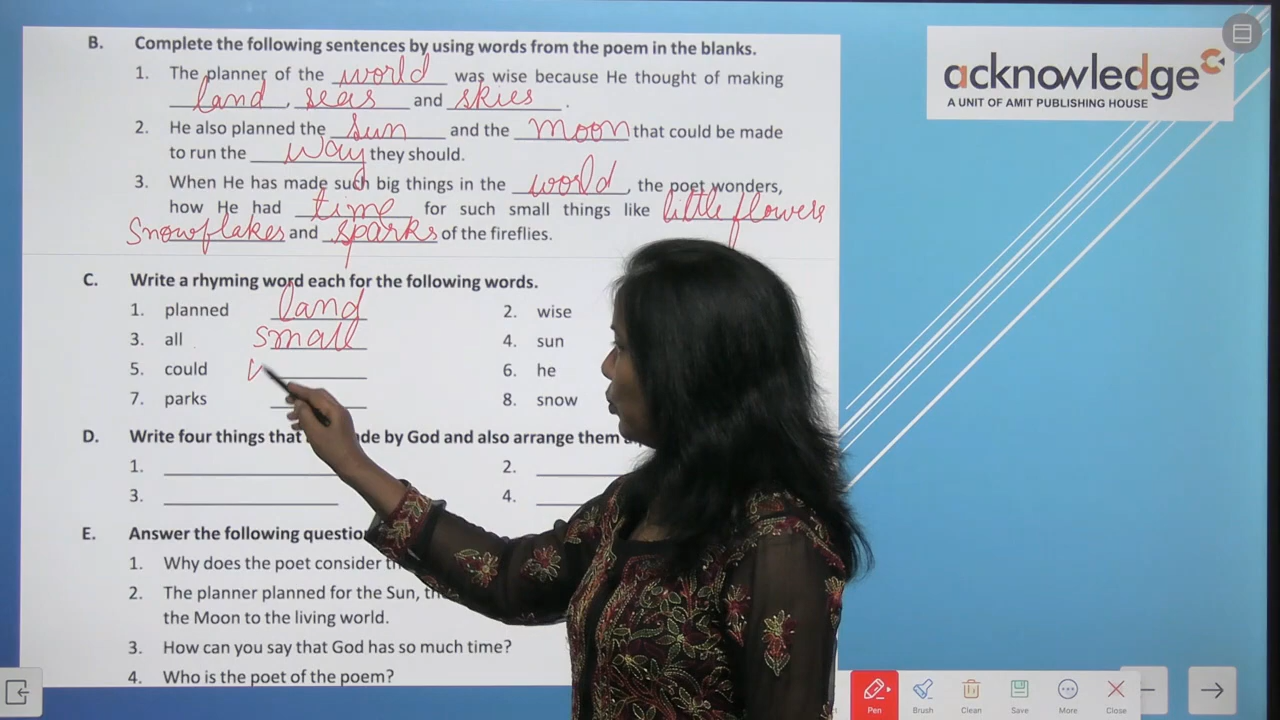 B. Complete the following sentences by using words from the poem in the blanks.
1. The planner of the world was wise because He thought of making
land, seas and skies.
2. He also planned the sun and the moon that could be made
to run the way they should.
3. When He has made such big things in the world, the poet wonders,
how He had time for such small things like little flowers
Snowflakes and sparks of the fireflies.
C. Write a rhyming word each for the following words.
1. planned land 2. wise
3. all small 4. sun
5. could 6. he
7. parks 8. snow
D. Write four things that de by God and also arrange them
1. 2.
3. 4.
E. Answer the following questio
1. Why does the poet consider
2. The planner planned for the Sun,
the Moon to the living world.
3. How can you say that God has so much time?
4. Who is the poet of the poem?
acknowledge
A UNIT OF AMIT PUBLISHING HOUSE
Pen Brush Clean Save More Close